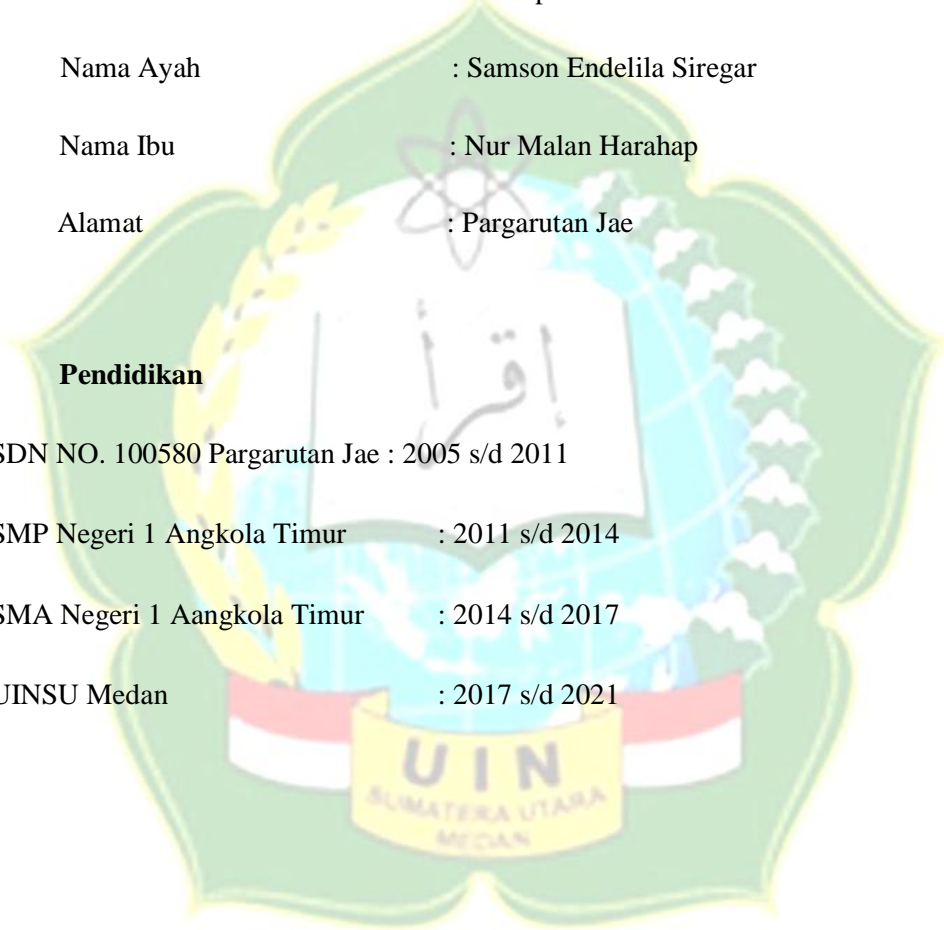 Nama Ayah : Samson Endelila Siregar
Nama Ibu : Nur Malan Harahap
Alamat : Pargarutan Jae
إقرأ
Pendidikan
SDN NO. 100580 Pargarutan Jae : 2005 s/d 2011
SMP Negeri 1 Angkola Timur : 2011 s/d 2014
SMA Negeri 1 Aangkola Timur : 2014 s/d 2017
UINSU Medan : 2017 s/d 2021
UIN
SUMATERA UTARA
MEDAN